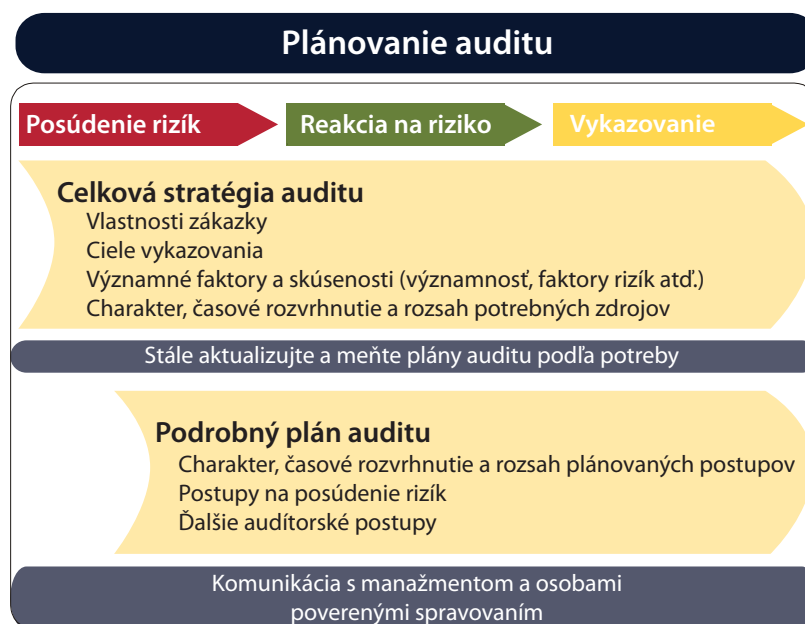 Plánovanie auditu
Posúdenie rizík
Reakcia na riziko
Vykazovanie
Celková stratégia auditu
Vlastnosti zákazky
Ciele vykazovania
Významné faktory a skúsenosti (významnosť, faktory rizík atď.)
Charakter, časové rozvrhnutie a rozsah potrebných zdrojov
Stále aktualizujte a meňte plány auditu podľa potreby
Podrobný plán auditu
Charakter, časové rozvrhnutie a rozsah plánovaných postupov
Postupy na posúdenie rizík
Ďalšie audítorské postupy
Komunikácia s manažmentom a osobami
poverenými spravovaním